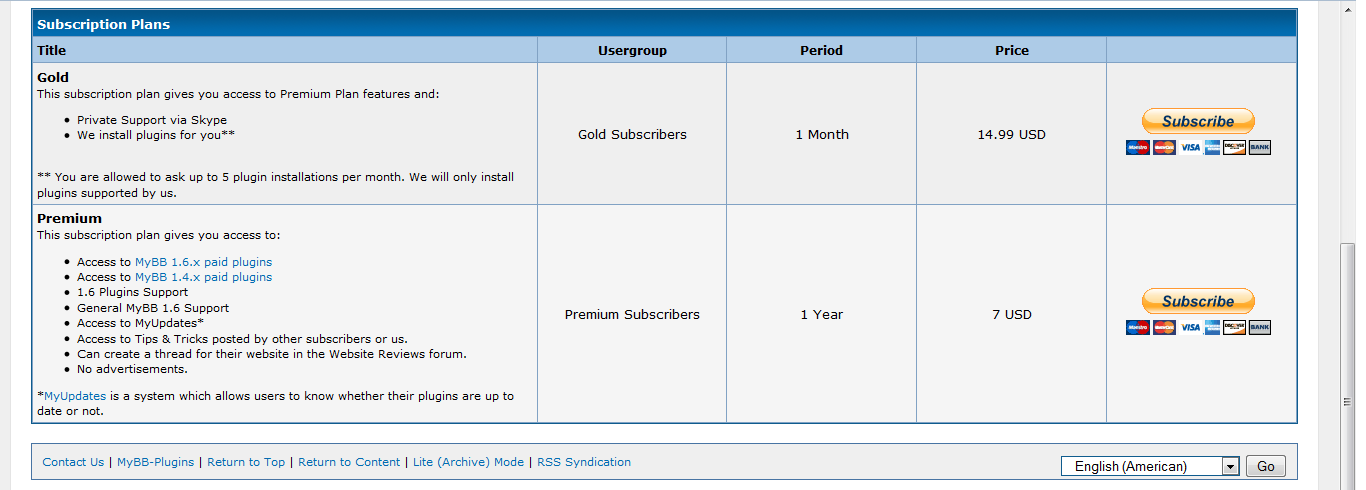 Subscription Plans
Title Usergroup Period Price
Gold
This subscription plan gives you access to Premium Plan features and:
Private Support via Skype
We install plugins for you**
** You are allowed to ask up to 5 plugin installations per month. We will only install
plugins supported by us.
Gold Subscribers
1 Month
14.99 USD
Subscribe
Maestro MasterCard VISA DISCOVER BANK
Premium
This subscription plan gives you access to:
Access to MyBB 1.6.x paid plugins
Access to MyBB 1.4.x paid plugins
1.6 Plugins Support
General MyBB 1.6 Support
Access to MyUpdates*
Access to Tips & Tricks posted by other subscribers or us.
Can create a thread for their website in the Website Reviews forum.
No advertisements.
*MyUpdates is a system which allows users to know whether their plugins are up to
date or not.
Premium Subscribers
1 Year
7 USD
Subscribe
Maestro MasterCard VISA DISCOVER BANK
Contact Us | MyBB-Plugins | Return to Top | Return to Content | Lite (Archive) Mode | RSS Syndication
English (American) Go